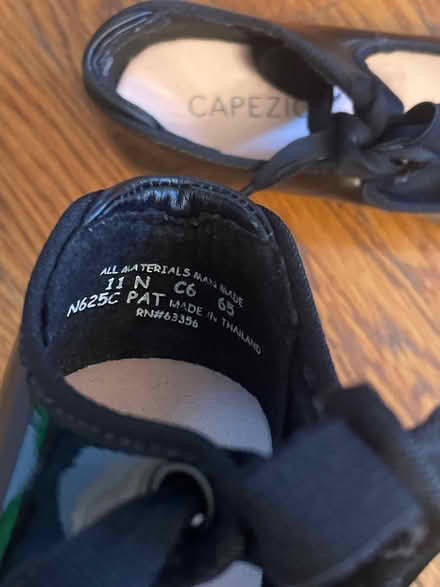 CAPEZIO
ALL MATERIALS MAN MADE
11 N C6 65
N625C PAT MADE IN THAILAND
RN#63356